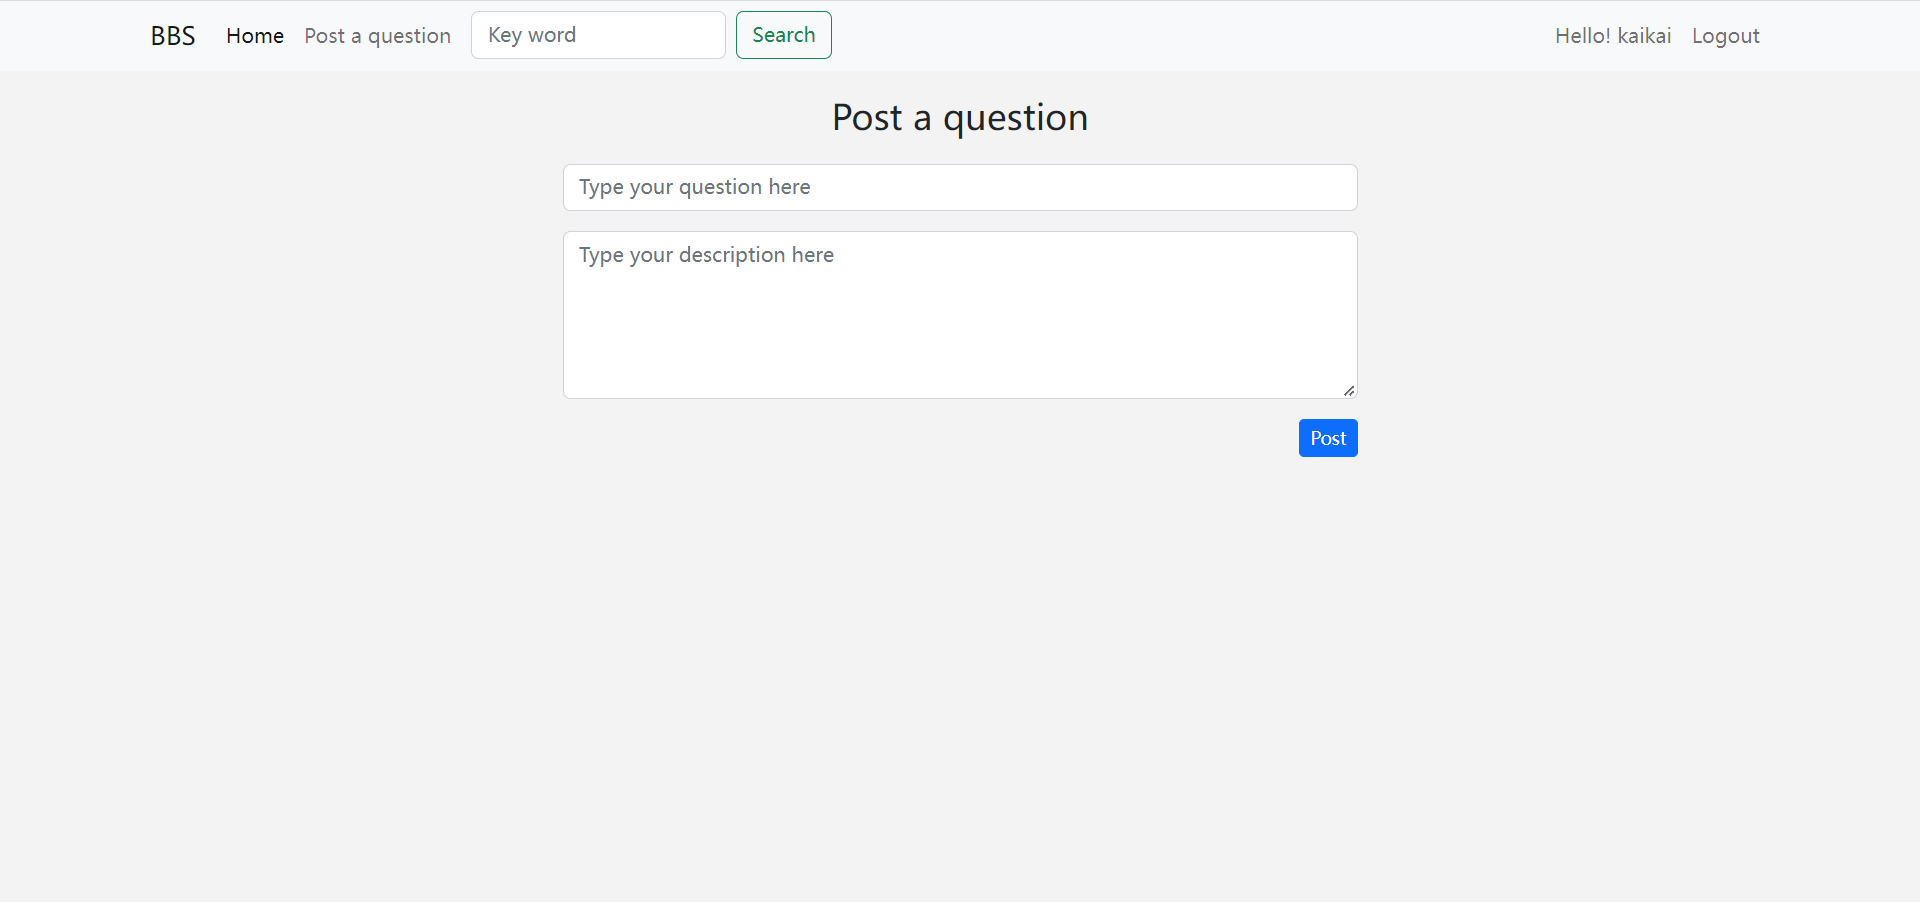 BBS Home Post a question Key word Search Hello! kaikai Logout
Post a question
Type your question here
Type your description here
Post